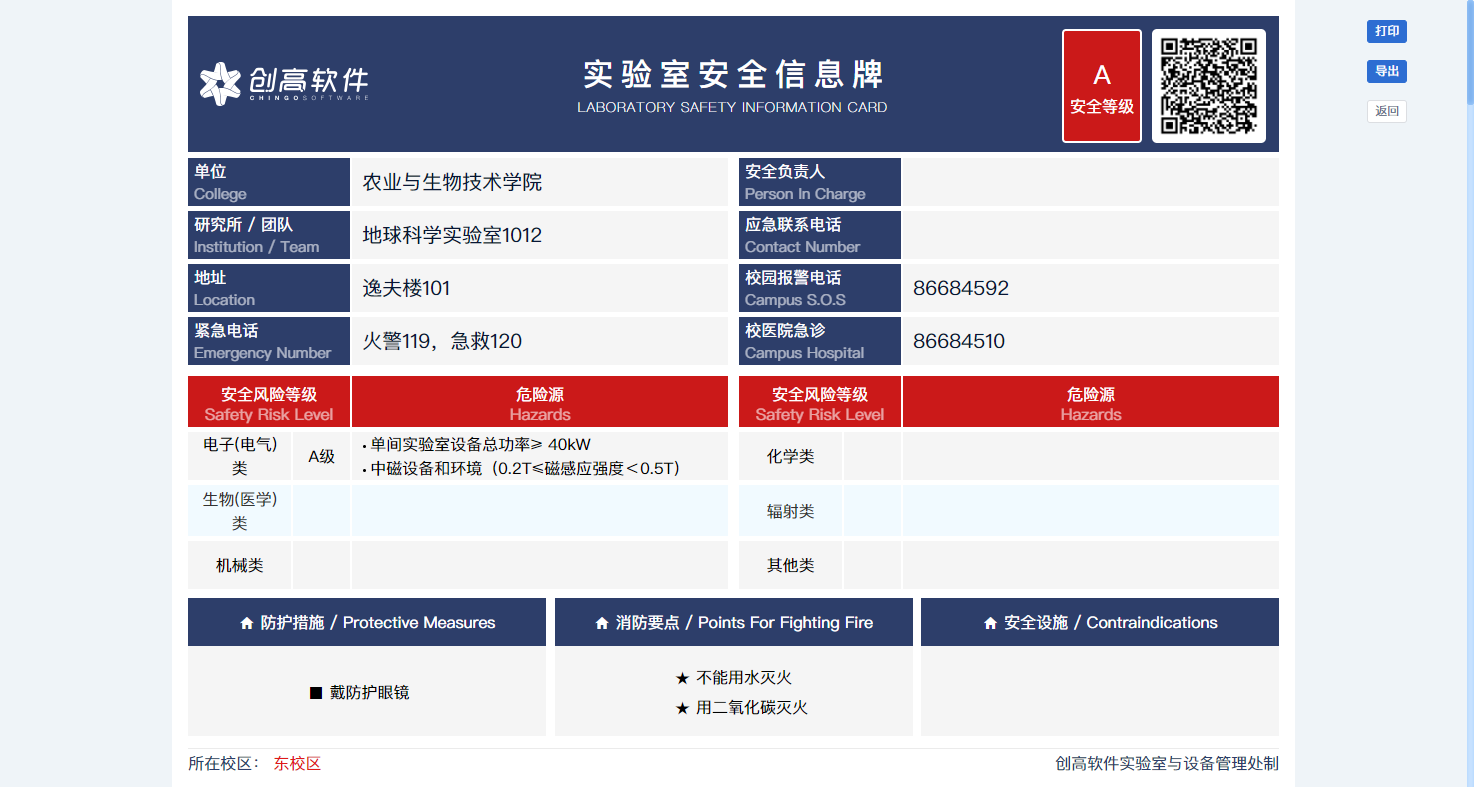 创高软件
CHINGOSOFTWARE
实验室安全信息牌
LABORATORY SAFETY INFORMATION CARD
A
安全等级
打印
导出
返回
单位
College
农业与生物技术学院
安全负责人
Person In Charge
研究所 / 团队
Institution / Team
地球科学实验室1012
应急联系电话
Contact Number
地址
Location
逸夫楼101
校园报警电话
Campus S.O.S
86684592
紧急电话
Emergency Number
火警119，急救120
校医院急诊
Campus Hospital
86684510
安全风险等级
Safety Risk Level
危险源
Hazards
安全风险等级
Safety Risk Level
危险源
Hazards
电子(电气)
类
A级
• 单间实验室设备总功率≥ 40kW
• 中磁设备和环境（0.2T≤磁感应强度＜0.5T）
化学类
生物(医学)
类
辐射类
机械类
其他类
防护措施 / Protective Measures
消防要点 / Points For Fighting Fire
安全设施 / Contraindications
■ 戴防护眼镜
★ 不能用水灭火
★ 用二氧化碳灭火
所在校区： 东校区
创高软件实验室与设备管理处制